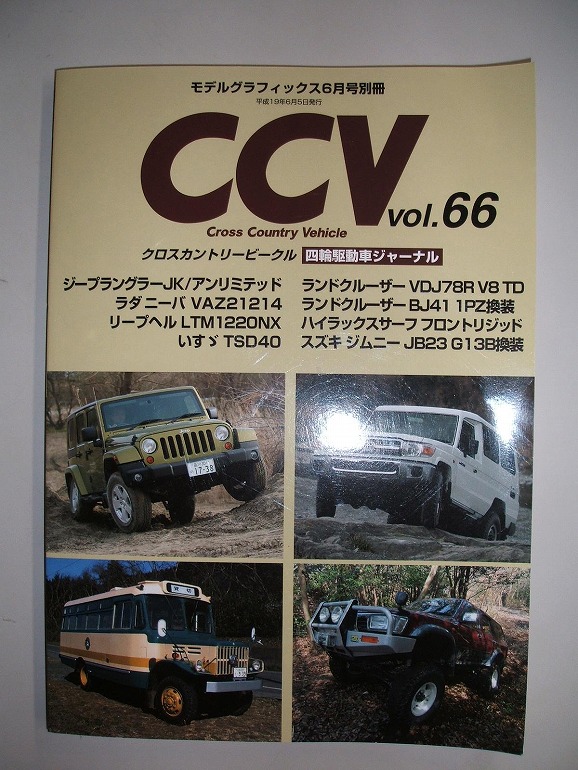 モデルグラフィックス6月号別冊
平成19年6月5日発行
CCV vol.66
Cross Country Vehicle
クロスカントリービークル 四輪駆動車ジャーナル
ジープラングラーJK/アンリミテッド
ラダ ニーバ VAZ21214
リープヘル LTM1220NX
いすゞ TSD40
ランドクルーザー VDJ78R V8 TD
ランドクルーザー BJ41 1PZ換装
ハイラックスサーフ フロントリジッド
スズキ ジムニー JB23 G13B換装
17-38